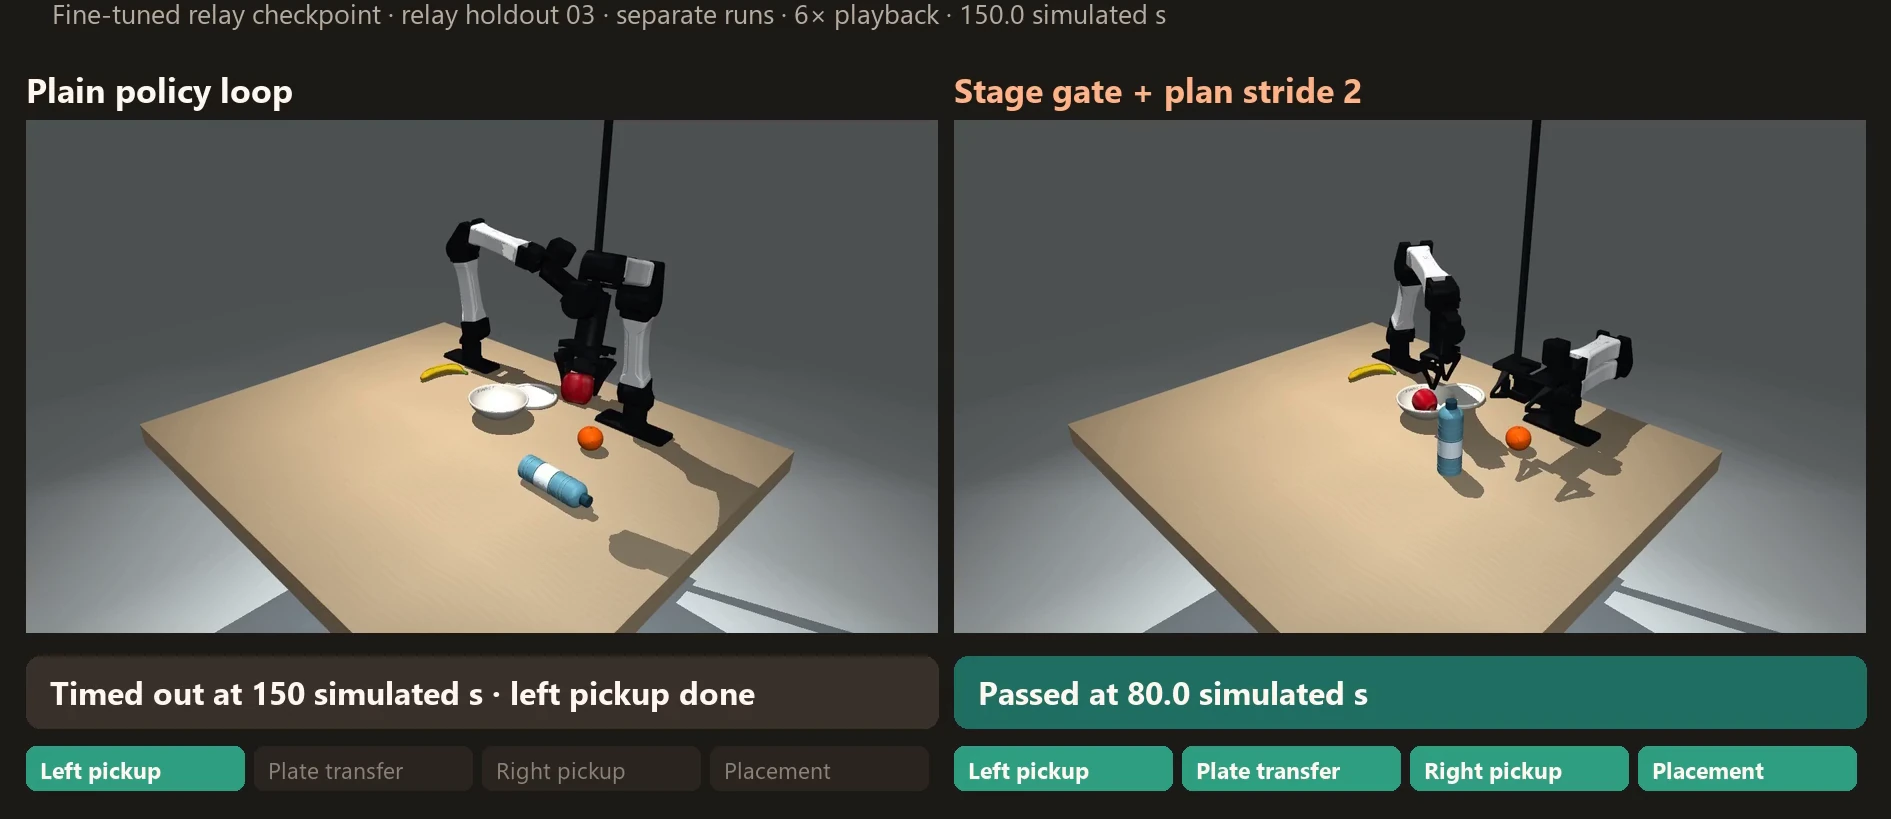 Fine-tuned relay checkpoint · relay holdout 03 · separate runs · 6× playback · 150.0 simulated s
Plain policy loop
Stage gate + plan stride 2
Timed out at 150 simulated s · left pickup done
Passed at 80.0 simulated s
Left pickup
Plate transfer
Right pickup
Placement
Left pickup
Plate transfer
Right pickup
Placement